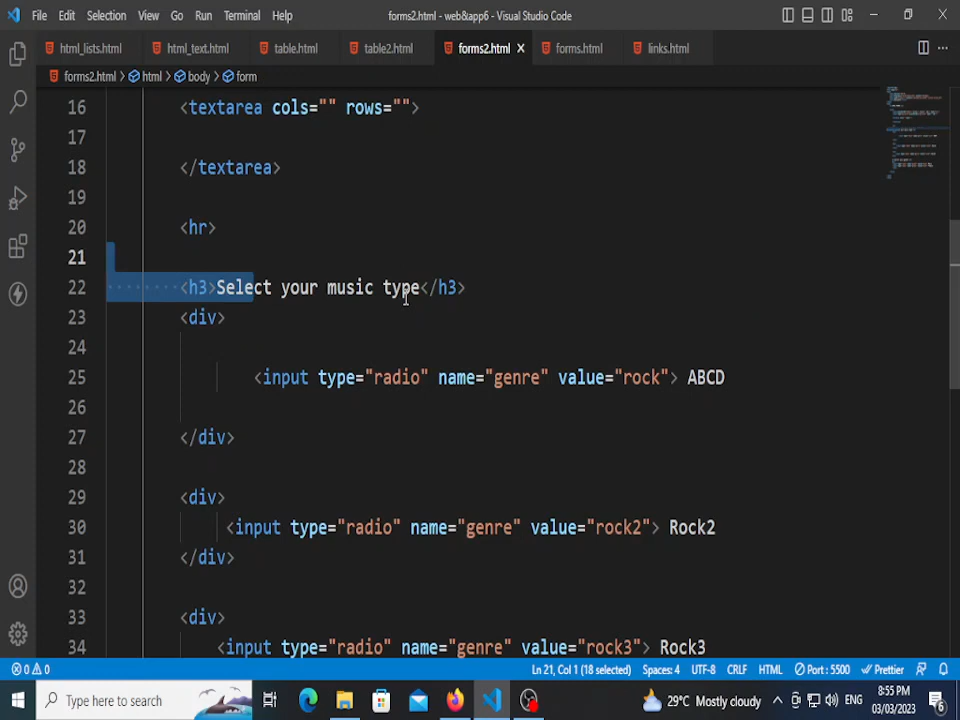 File Edit Selection View Go Run Terminal Help forms2.html - web&app6 - Visual Studio Code
html_lists.html html_text.html table.html table2.html forms2.html forms.html links.html
forms2.html > html > body > form
16 <textarea cols="" rows="">
17
18 </textarea>
19
20 <hr>
21
22 <h3>Select your music type</h3>
23 <div>
24
25 <input type="radio" name="genre" value="rock"> ABCD
26
27 </div>
28
29 <div>
30 <input type="radio" name="genre" value="rock2"> Rock2
31 </div>
32
33 <div>
34 <input type="radio" name="genre" value="rock3"> Rock3
0 0 Ln 21, Col 1 (18 selected) Spaces: 4 UTF-8 CRLF HTML Port : 5500 Prettier
Type here to search 29°C Mostly cloudy ENG 8:55 PM
03/03/2023 6